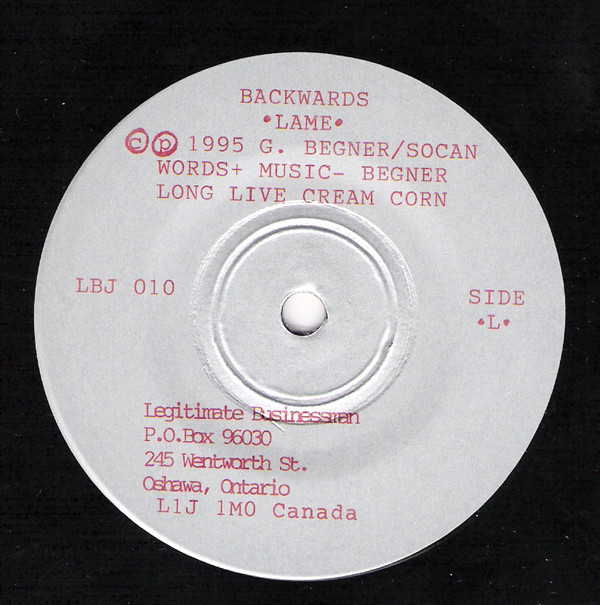 BACKWARDS
•LAME•
©℗ 1995 G. BEGNER/SOCAN
WORDS+ MUSIC- BEGNER
LONG LIVE CREAM CORN
LBJ 010
SIDE
•L•
Legitimate Businessman
P.O.Box 96030
245 Wentworth St.
Oshawa, Ontario
L1J 1M0 Canada